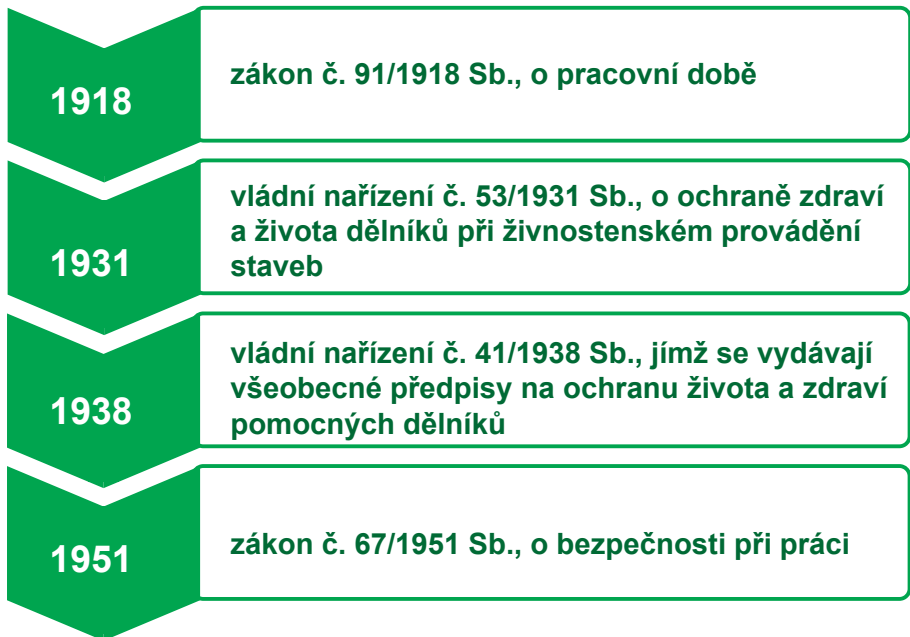 1918
zákon č. 91/1918 Sb., o pracovní době
1931
vládní nařízení č. 53/1931 Sb., o ochraně zdraví
a života dělníků při živnostenském provádění
staveb
1938
vládní nařízení č. 41/1938 Sb., jímž se vydávají
všeobecné předpisy na ochranu života a zdraví
pomocných dělníků
1951
zákon č. 67/1951 Sb., o bezpečnosti při práci